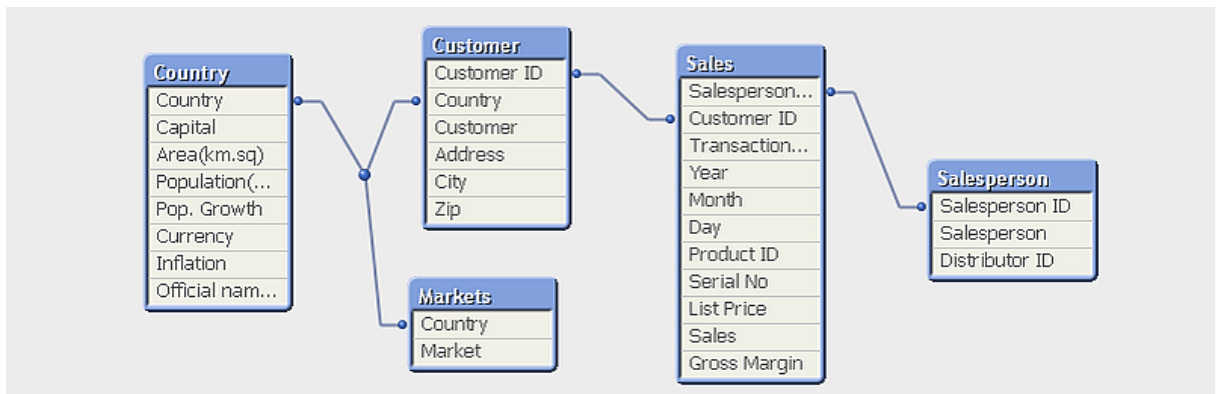 Country
Country
Capital
Area(km.sq)
Population(...
Pop. Growth
Currency
Inflation
Official nam...
Customer
Customer ID
Country
Customer
Address
City
Zip
Markets
Country
Market
Sales
Salesperson...
Customer ID
Transaction...
Year
Month
Day
Product ID
Serial No
List Price
Sales
Gross Margin
Salesperson
Salesperson ID
Salesperson
Distributor ID